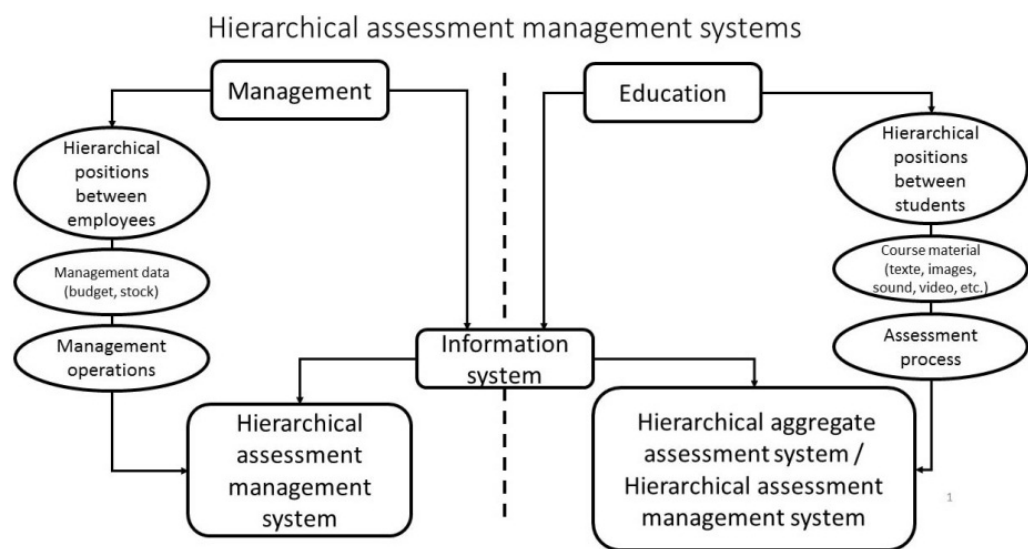 Hierarchical assessment management systems
Management
Education
Hierarchical
positions
between
employees
Hierarchical
positions
between
students
Management data
(budget, stock)
Course material
(texte, images,
sound, video, etc.)
Management
operations
Information
system
Assessment
process
Hierarchical
assessment
management
system
Hierarchical aggregate
assessment system /
Hierarchical assessment
management system
1